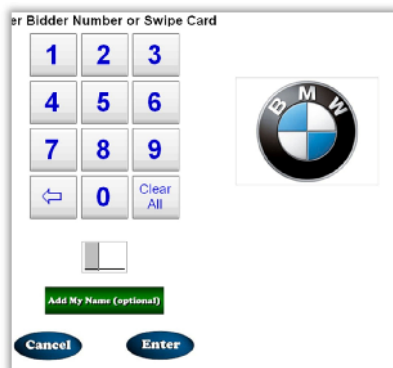 er Bidder Number or Swipe Card
1 2 3
4 5 6
7 8 9
0 Clear
All
BMW
Add My Name (optional)
Cancel Enter